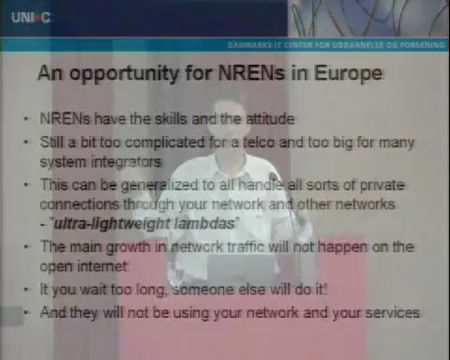 UNI•C
DANMARKS IT CENTER FOR UDDANNELSE OG FORSKNING
An opportunity for NRENs in Europe
• NRENs have the skills and the attitude
• Still a bit too complicated for a telco and too big for many
system integrators
• This can be generalized to all handle all sorts of private
connections through your network and other networks
- "ultra-lightweight lambdas"
• The main growth in network traffic will not happen on the
open internet
• It you wait too long, someone else will do it!
• And they will not be using your network and your services